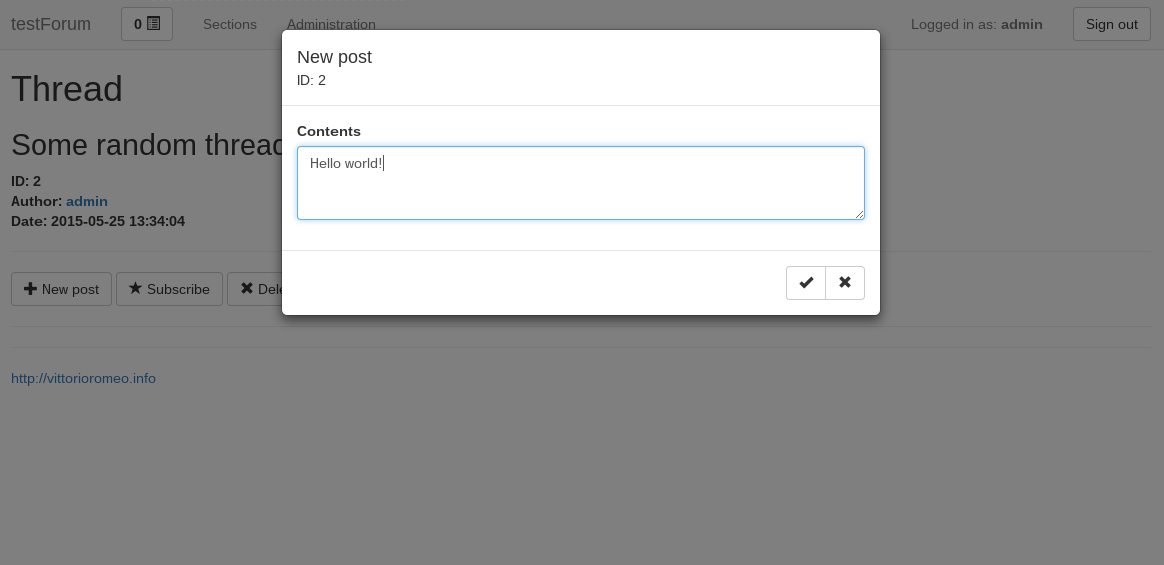 testForum 0 Sections Administration Logged in as: admin Sign out
New post
ID: 2
Contents
Hello world!
Thread
Some random thread
ID: 2
Author: admin
Date: 2015-05-25 13:34:04
New post Subscribe Dele
http://vittorioromeo.info